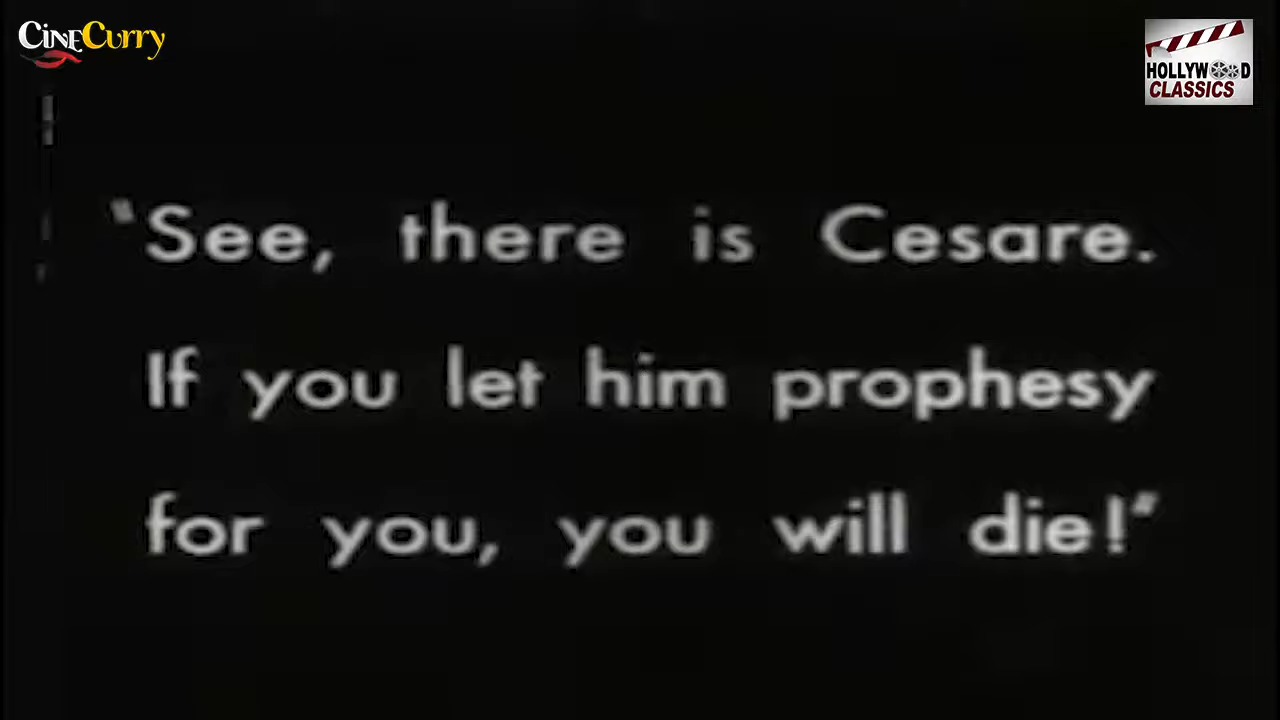 CineCurry
HOLLYWOOD
CLASSICS
"See, there is Cesare.
If you let him prophesy
for you, you will die!"